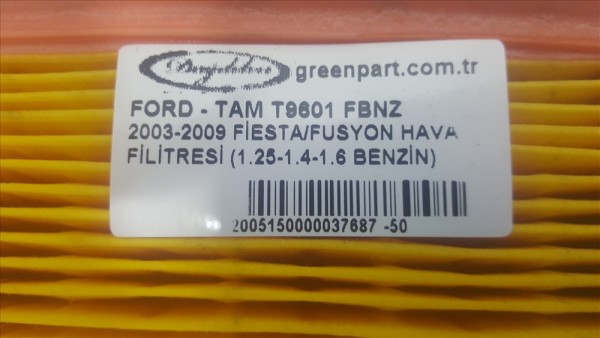 greenpart.com.tr
FORD - TAM T9601 FBNZ
2003-2009 FİESTA/FUSYON HAVA
FİLİTRESİ (1.25-1.4-1.6 BENZİN)
2005150000037687 -50